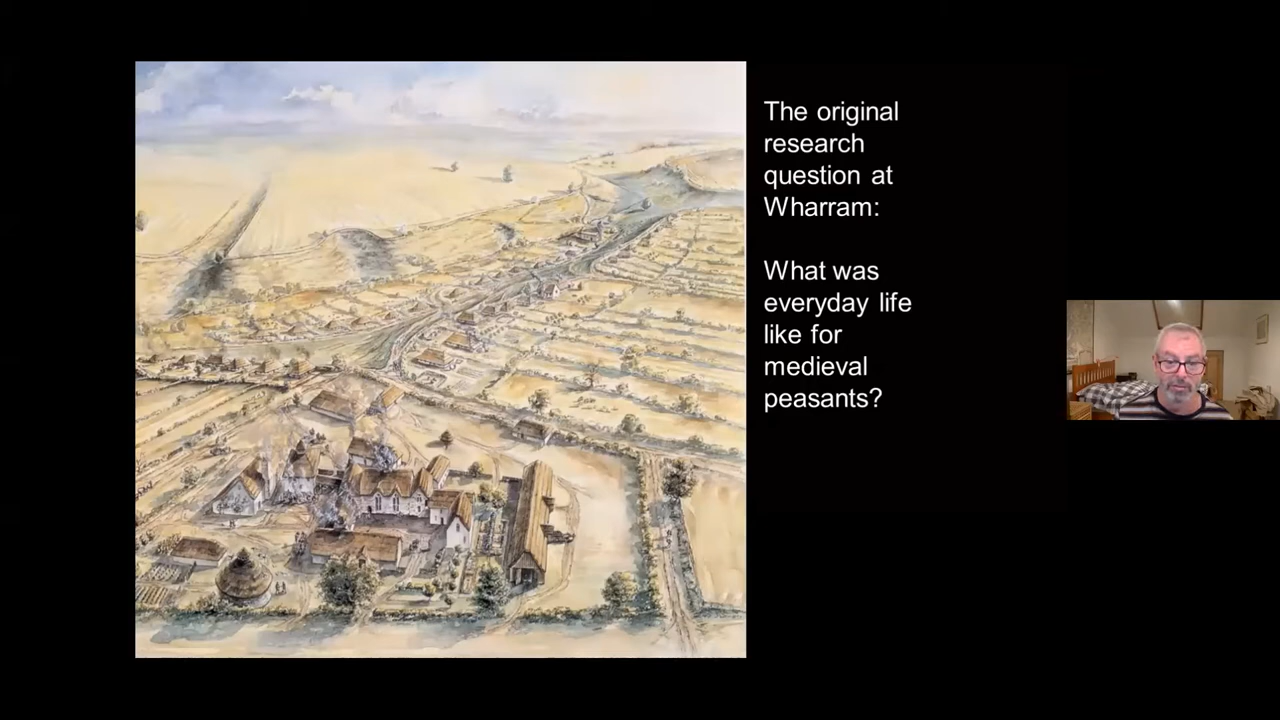 The original
research
question at
Wharram:
What was
everyday life
like for
medieval
peasants?